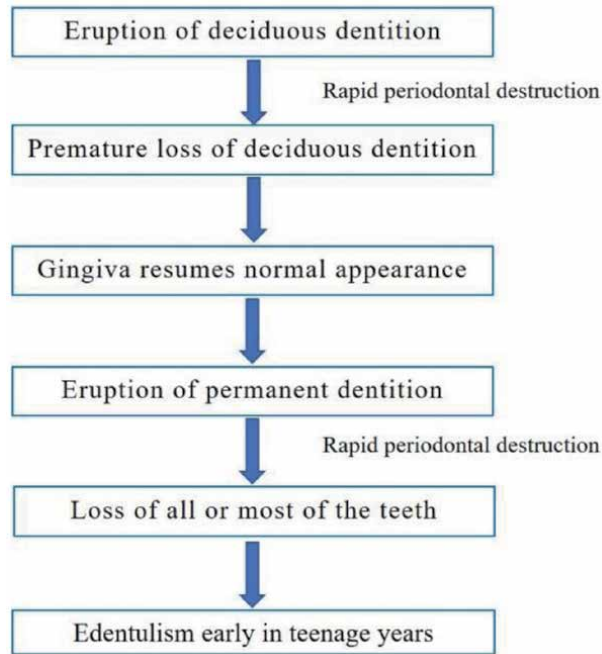 Eruption of deciduous dentition
Rapid periodontal destruction
Premature loss of deciduous dentition
Gingiva resumes normal appearance
Eruption of permanent dentition
Rapid periodontal destruction
Loss of all or most of the teeth
Edentulism early in teenage years